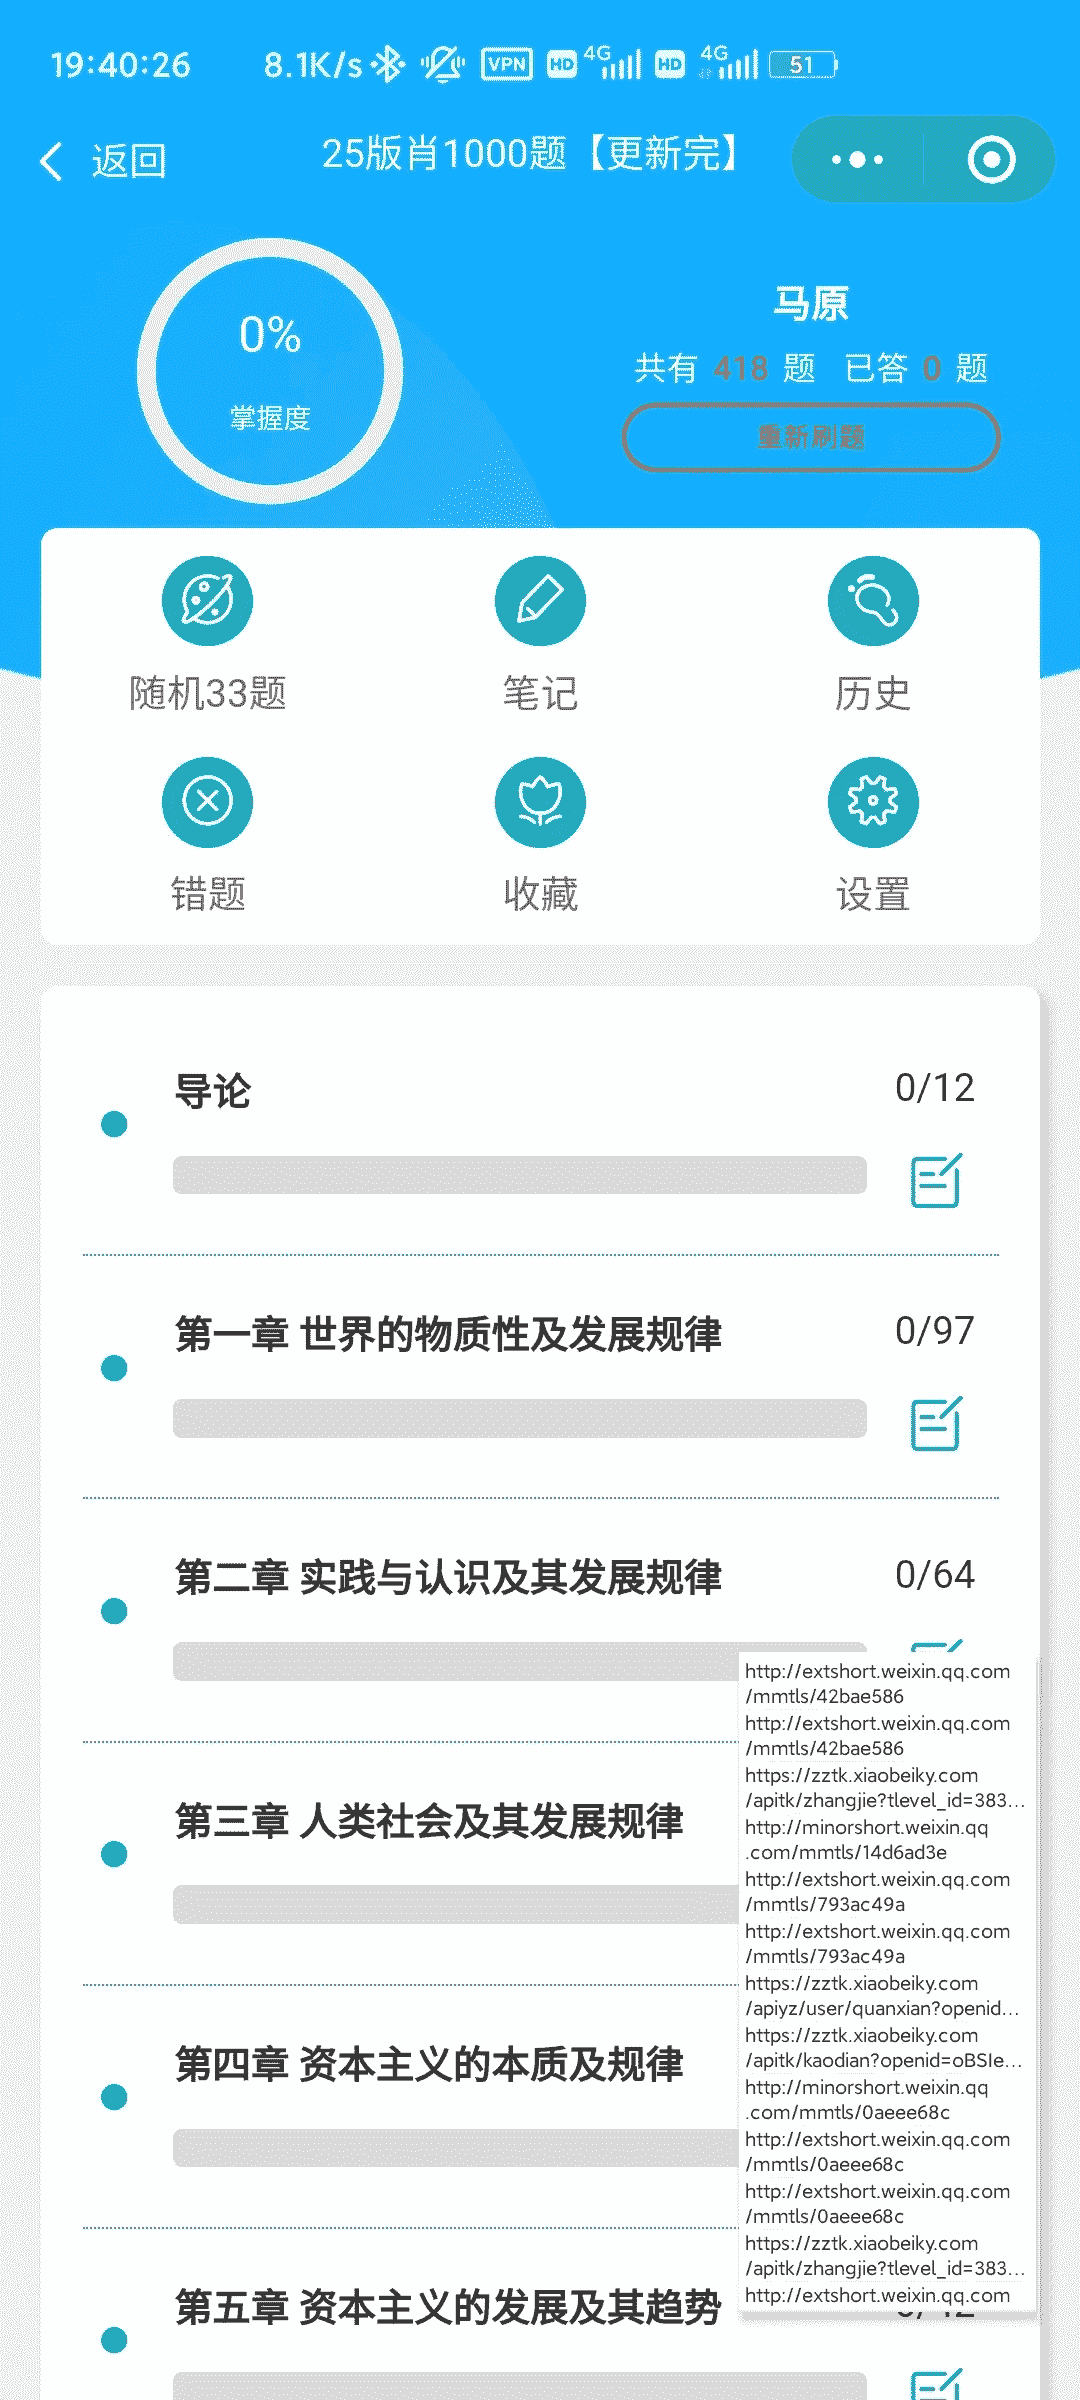 19:40:26 8.1K/s VPN HD 4G HD 4G 51
返回 25版肖1000题【更新完】
0%
掌握度
马原
共有 418 题 已答 0 题
重新刷题
随机33题 笔记 历史
错题 收藏 设置
导论 0/12
第一章 世界的物质性及发展规律 0/97
第二章 实践与认识及其发展规律 0/64
第三章 人类社会及其发展规律
第四章 资本主义的本质及规律
第五章 资本主义的发展及其趋势
http://extshort.weixin.qq.com
/mmtls/42bae586
http://extshort.weixin.qq.com
/mmtls/42bae586
https://zztk.xiaobeiky.com
/apitk/zhangjie?tlevel_id=383...
http://minorshort.weixin.qq
.com/mmtls/14d6ad3e
http://extshort.weixin.qq.com
/mmtls/793ac49a
http://extshort.weixin.qq.com
/mmtls/793ac49a
https://zztk.xiaobeiky.com
/apiyz/user/quanxian?openid...
https://zztk.xiaobeiky.com
/apitk/kaodian?openid=oBSIe...
http://minorshort.weixin.qq
.com/mmtls/0aeee68c
http://extshort.weixin.qq.com
/mmtls/0aeee68c
http://extshort.weixin.qq.com
/mmtls/0aeee68c
https://zztk.xiaobeiky.com
/apitk/zhangjie?tlevel_id=383...
http://extshort.weixin.qq.com